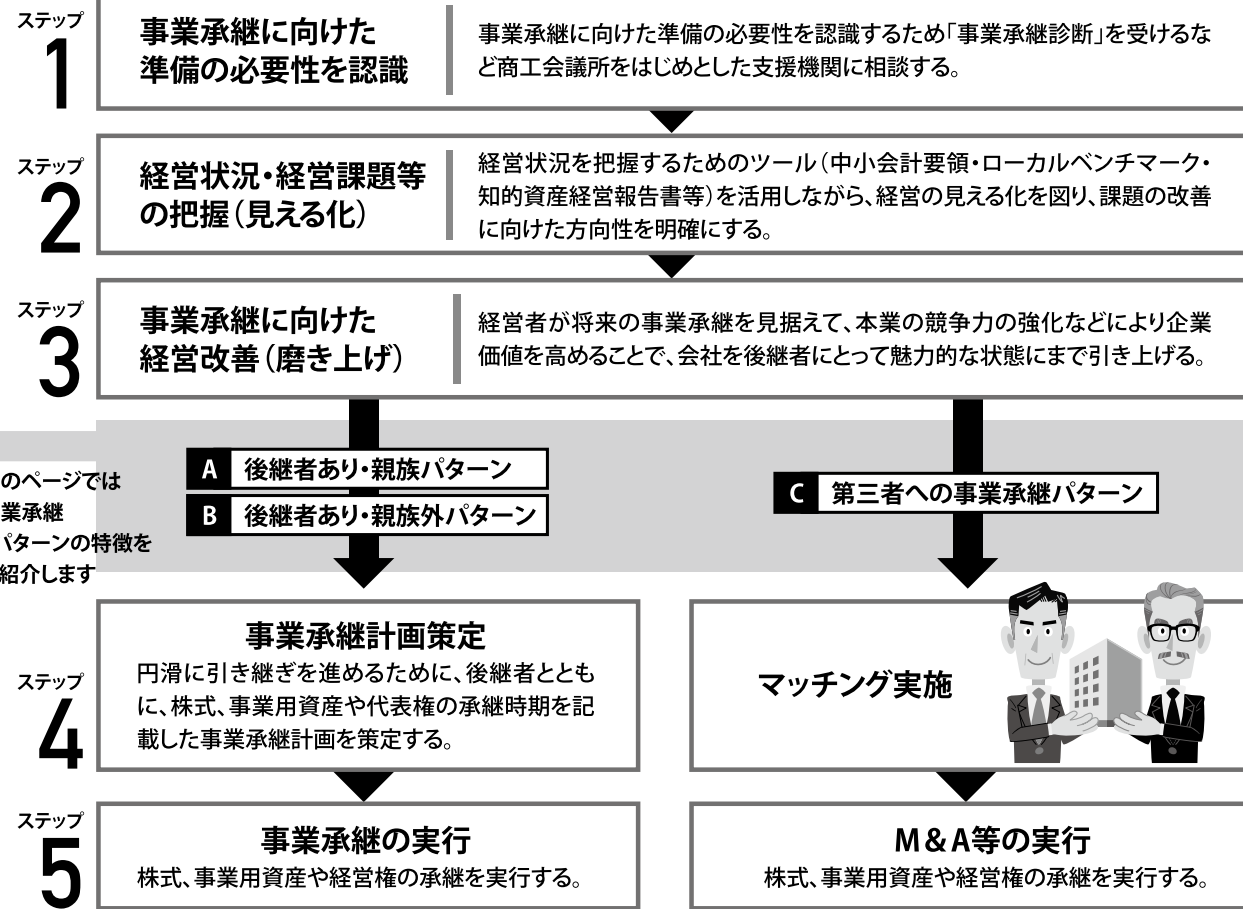 ステップ
1
事業承継に向けた
準備の必要性を認識
事業承継に向けた準備の必要性を認識するため「事業承継診断」を受けるな
ど商工会議所をはじめとした支援機関に相談する。
ステップ
2
経営状況・経営課題等
の把握（見える化）
経営状況を把握するためのツール（中小会計要領・ローカルベンチマーク・
知的資産経営報告書等）を活用しながら、経営の見える化を図り、課題の改善
に向けた方向性を明確にする。
ステップ
3
事業承継に向けた
経営改善（磨き上げ）
経営者が将来の事業承継を見据えて、本業の競争力の強化などにより企業
価値を高めることで、会社を後継者にとって魅力的な状態にまで引き上げる。
のページでは
業承継
パターンの特徴を
紹介します
A 後継者あり・親族パターン
B 後継者あり・親族外パターン
C 第三者への事業承継パターン
ステップ
4
事業承継計画策定
円滑に引き継ぎを進めるために、後継者ととも
に、株式、事業用資産や代表権の承継時期を記
載した事業承継計画を策定する。
マッチング実施
ステップ
5
事業承継の実行
株式、事業用資産や経営権の承継を実行する。
M＆A等の実行
株式、事業用資産や経営権の承継を実行する。